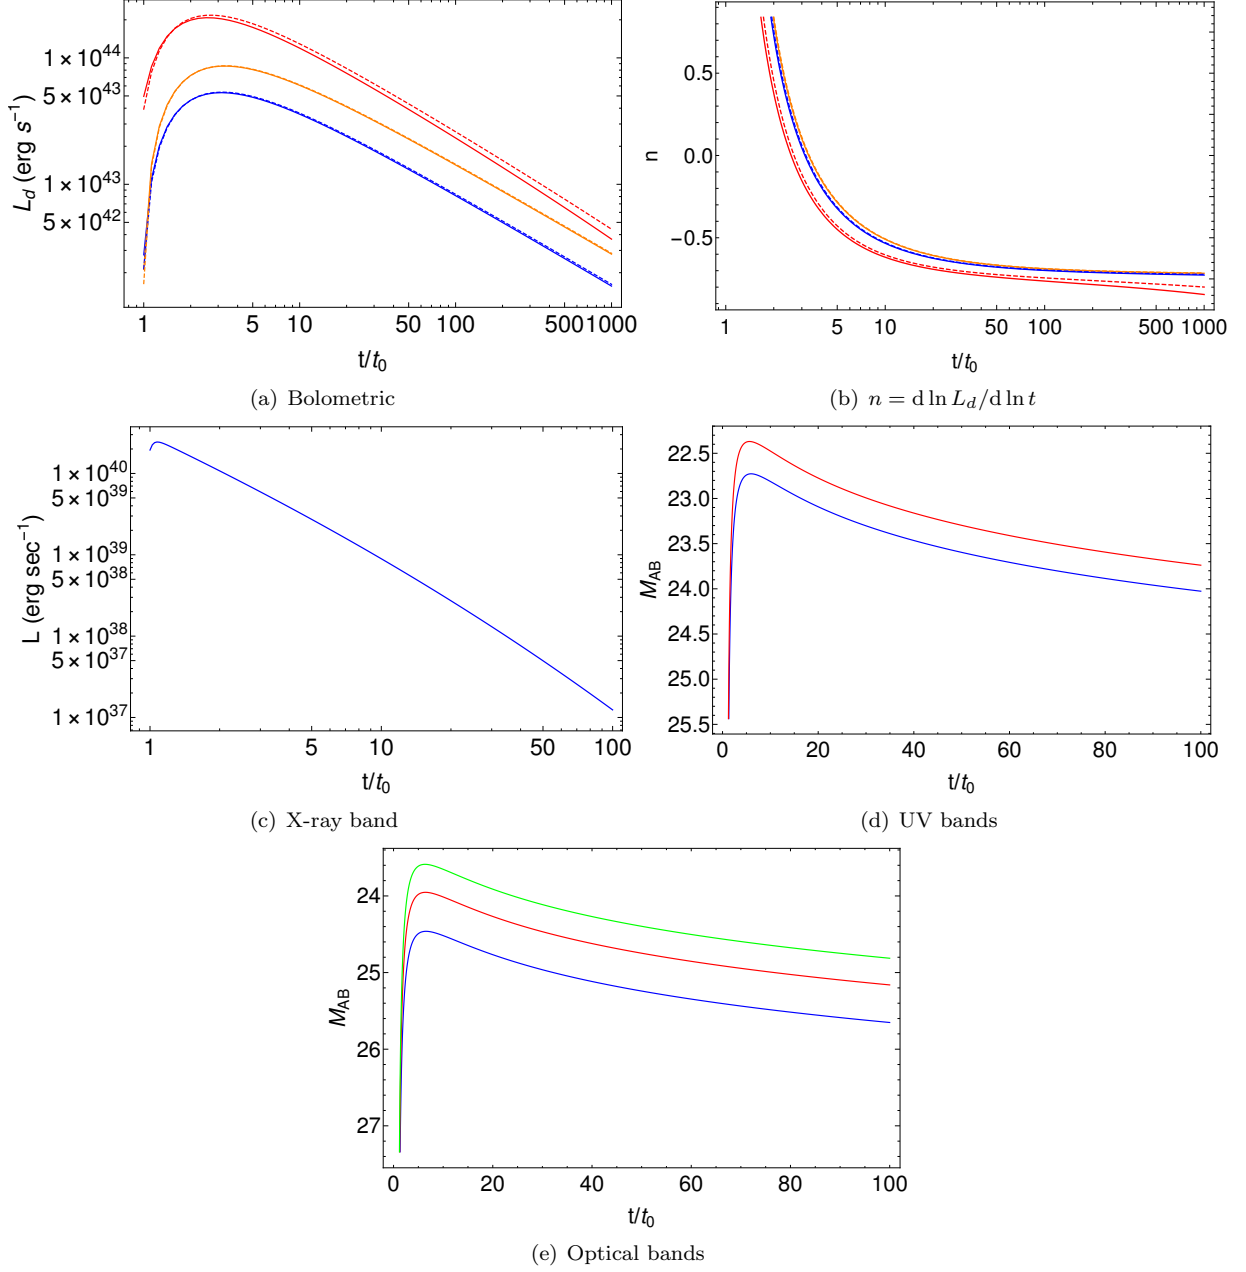 1 × 10^44
5 × 10^43
1 × 10^43
5 × 10^42
L_d (erg s^−1)
1 5 10 50 100 5001000
t/t_0
(a) Bolometric
0.5
0.0
−0.5
n
1 5 10 50 100 500 1000
t/t_0
(b) n = d ln L_d/d ln t
1 × 10^40
5 × 10^39
1 × 10^39
5 × 10^38
1 × 10^38
5 × 10^37
1 × 10^37
L (erg sec^−1)
1 5 10 50 100
t/t_0
(c) X-ray band
22.5
23.0
23.5
24.0
24.5
25.0
25.5
M_AB
0 20 40 60 80 100
t/t_0
(d) UV bands
24
25
26
27
M_AB
0 20 40 60 80 100
t/t_0
(e) Optical bands